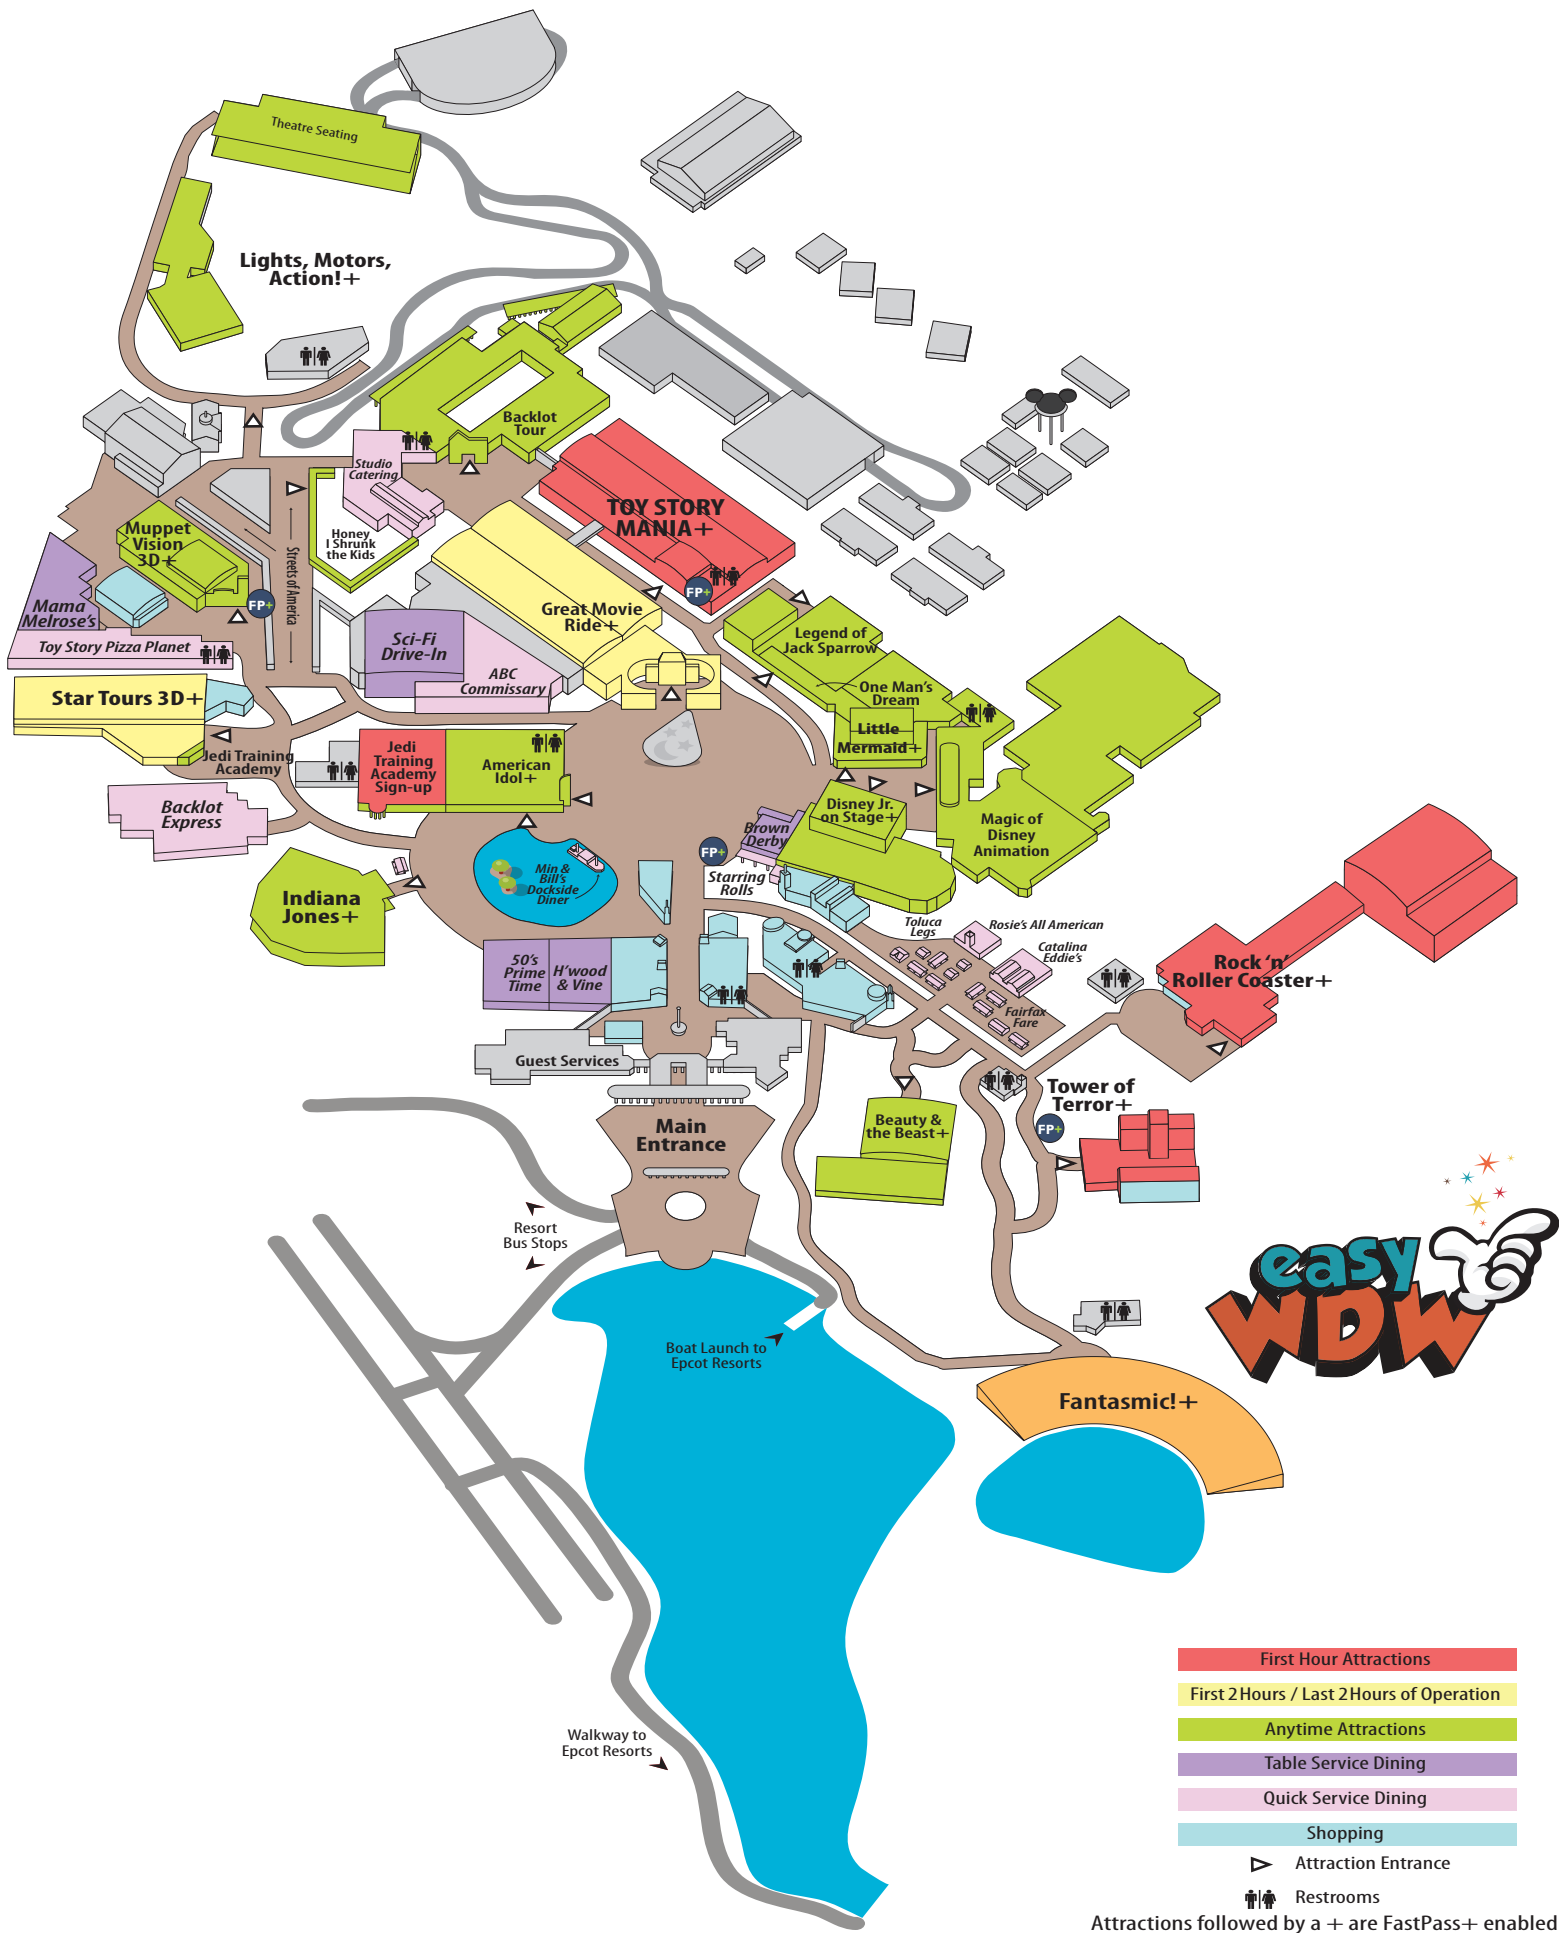 Theatre Seating
Lights, Motors,
Action!+
Backlot
Tour
Studio
Catering
TOY STORY
MANIA+
Honey
I Shrunk
the Kids
Muppet
Vision
3D+
Streets of America
FP+
FP+
Mama
Melrose's
Toy Story Pizza Planet
Great Movie
Ride+
Sci-Fi
Drive-In
ABC
Commissary
Legend of
Jack Sparrow
One Man's
Dream
Little
Mermaid+
Star Tours 3D+
Jedi Training
Academy
Jedi
Training
Academy
Sign-up
American
Idol+
Backlot
Express
Disney Jr.
on Stage+
Brown
Derby
Magic of
Disney
Animation
FP+
Starring
Rolls
Min &
Bill's
Dockside
Diner
Indiana
Jones+
Toluca
Legs
Rosie's All American
Catalina
Eddie's
Fairfax
Fare
50's
Prime
Time
H'wood
& Vine
Rock 'n'
Roller Coaster+
Guest Services
Main
Entrance
Tower of
Terror+
FP+
Beauty &
the Beast+
Resort
Bus Stops
Boat Launch to
Epcot Resorts
easy
WDW
Fantasmic!+
Walkway to
Epcot Resorts
First Hour Attractions
First 2 Hours / Last 2 Hours of Operation
Anytime Attractions
Table Service Dining
Quick Service Dining
Shopping
Attraction Entrance
Restrooms
Attractions followed by a + are FastPass+ enabled